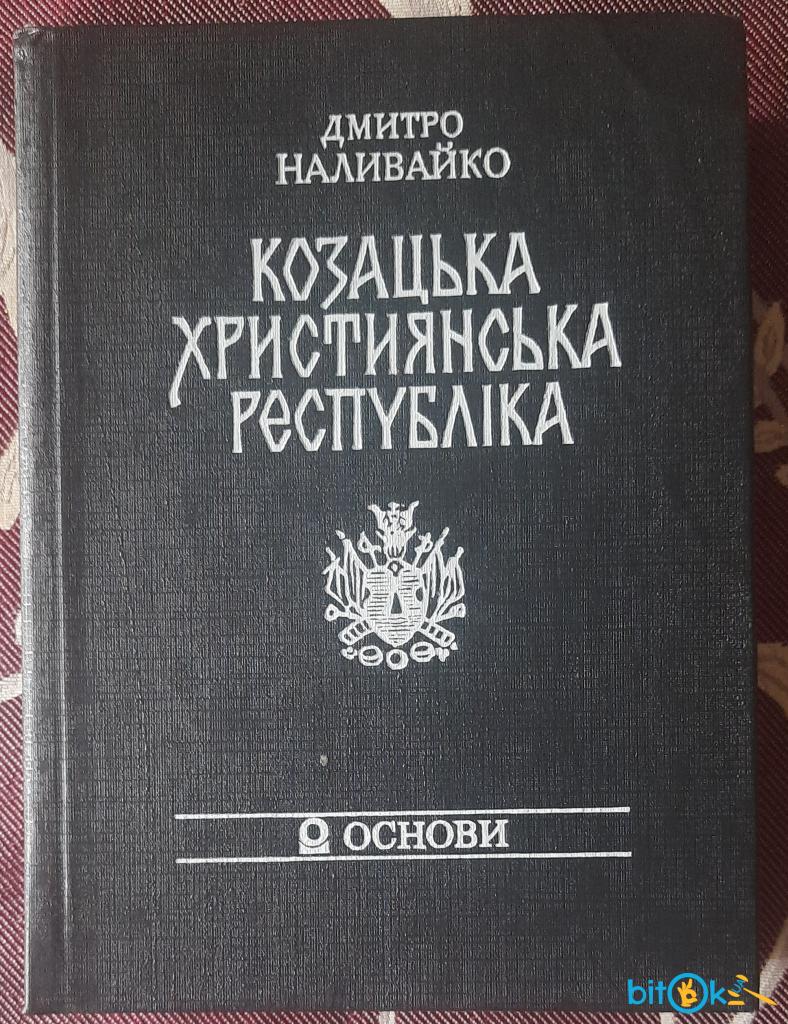 ДМИТРО
НАЛИВАЙКО
КОЗАЦЬКА
ХРИСТИЯНСЬКА
РЕСПУБЛІКА
ОСНОВИ
bitOk